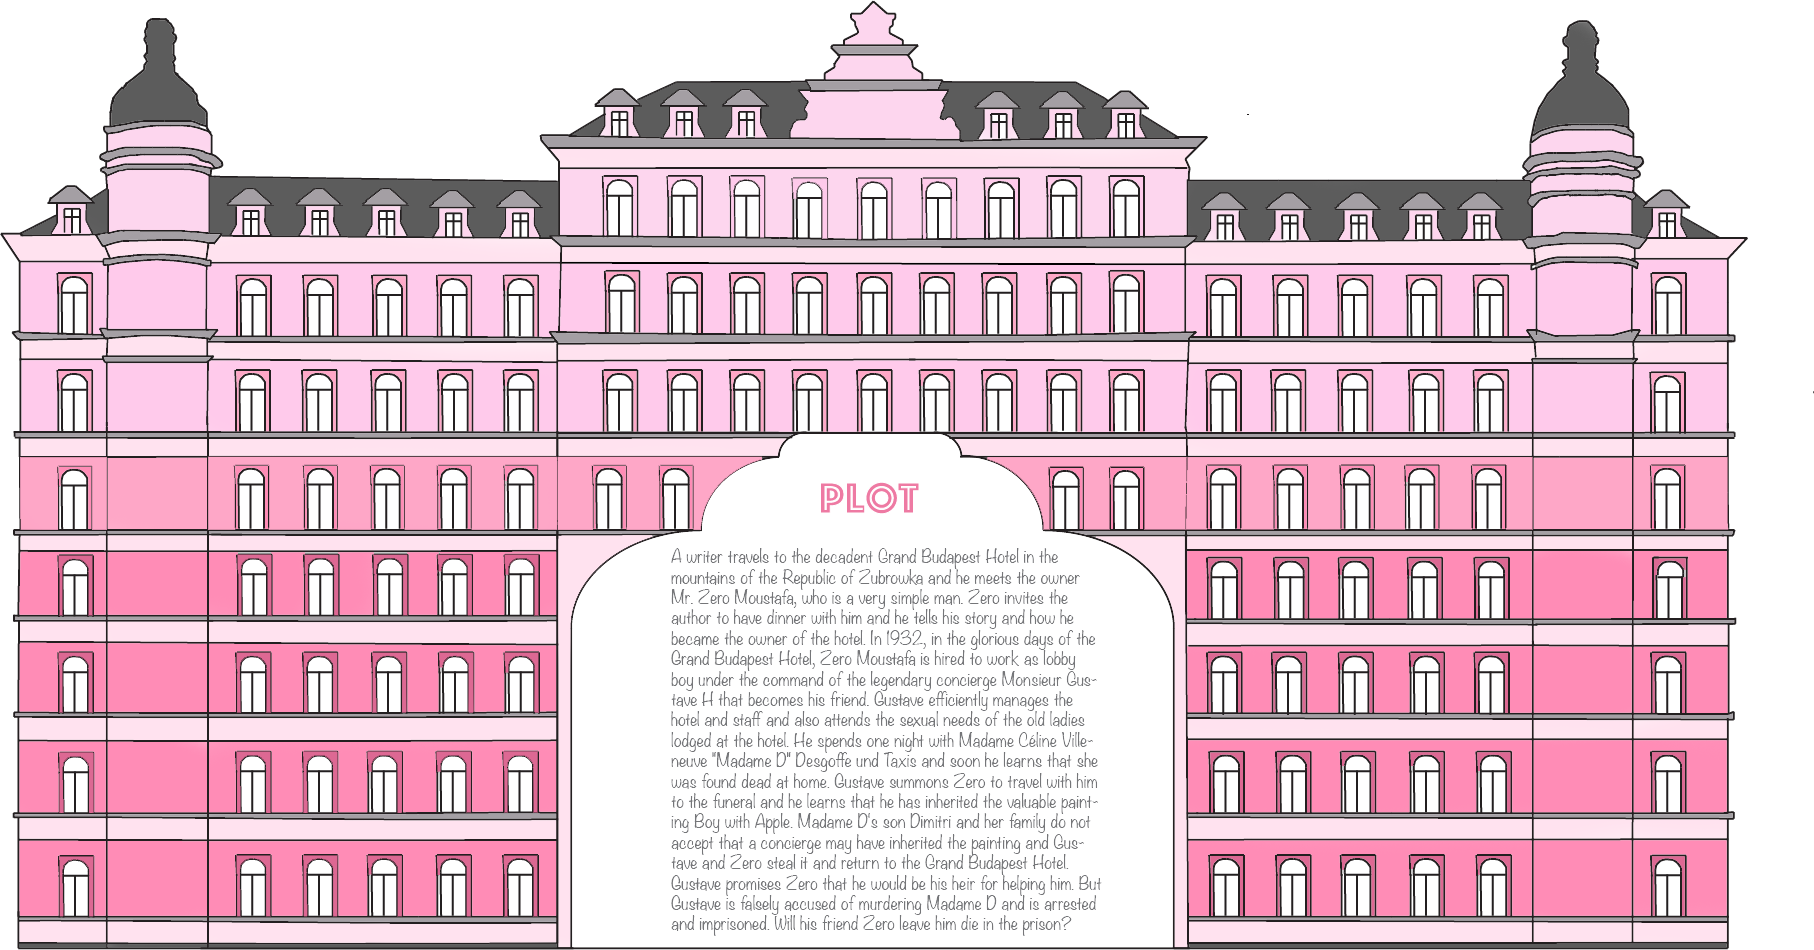 PLOT
A writer travels to the decadent Grand Budapest Hotel in the
mountains of the Republic of Zubrowka and he meets the owner
Mr. Zero Moustafa, who is a very simple man. Zero invites the
author to have dinner with him and he tells his story and how he
became the owner of the hotel. In 1932, in the glorious days of the
Grand Budapest Hotel, Zero Moustafa is hired to work as lobby
boy under the command of the legendary concierge Monsieur Gus-
tave H that becomes his friend. Gustave efficiently manages the
hotel and staff and also attends the sexual needs of the old ladies
lodged at the hotel. He spends one night with Madame Céline Ville-
neuve "Madame D" Desgoffe und Taxis and soon he learns that she
was found dead at home. Gustave summons Zero to travel with him
to the funeral and he learns that he has inherited the valuable paint-
ing Boy with Apple. Madame D's son Dimitri and her family do not
accept that a concierge may have inherited the painting and Gus-
tave and Zero steal it and return to the Grand Budapest Hotel.
Gustave promises Zero that he would be his heir for helping him. But
Gustave is falsely accused of murdering Madame D and is arrested
and imprisoned. Will his friend Zero leave him die in the prison?